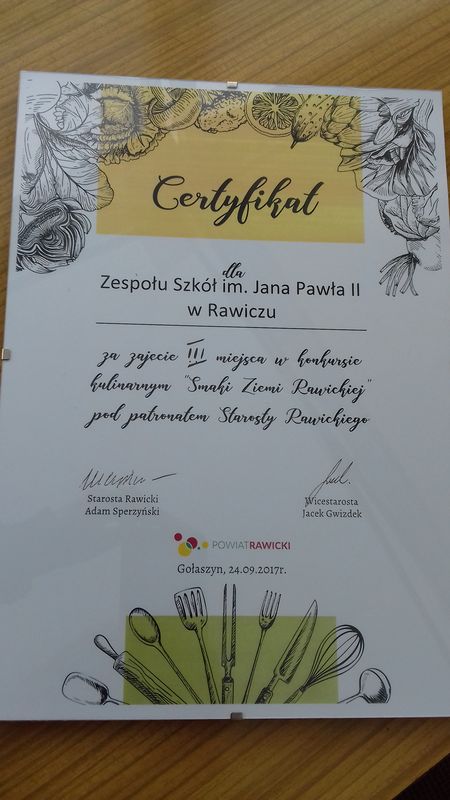 Certyfikat
dla
Zespołu Szkół im. Jana Pawła II
w Rawiczu
za zajęcie III miejsca w konkursie
kulinarnym "Smaki Ziemi Rawickiej"
pod patronatem Starosty Rawickiego
Starosta Rawicki
Adam Sperzyński
Wicestarosta
Jacek Gwizdek
POWIATRAWICKI
Gołaszyn, 24.09.2017r.